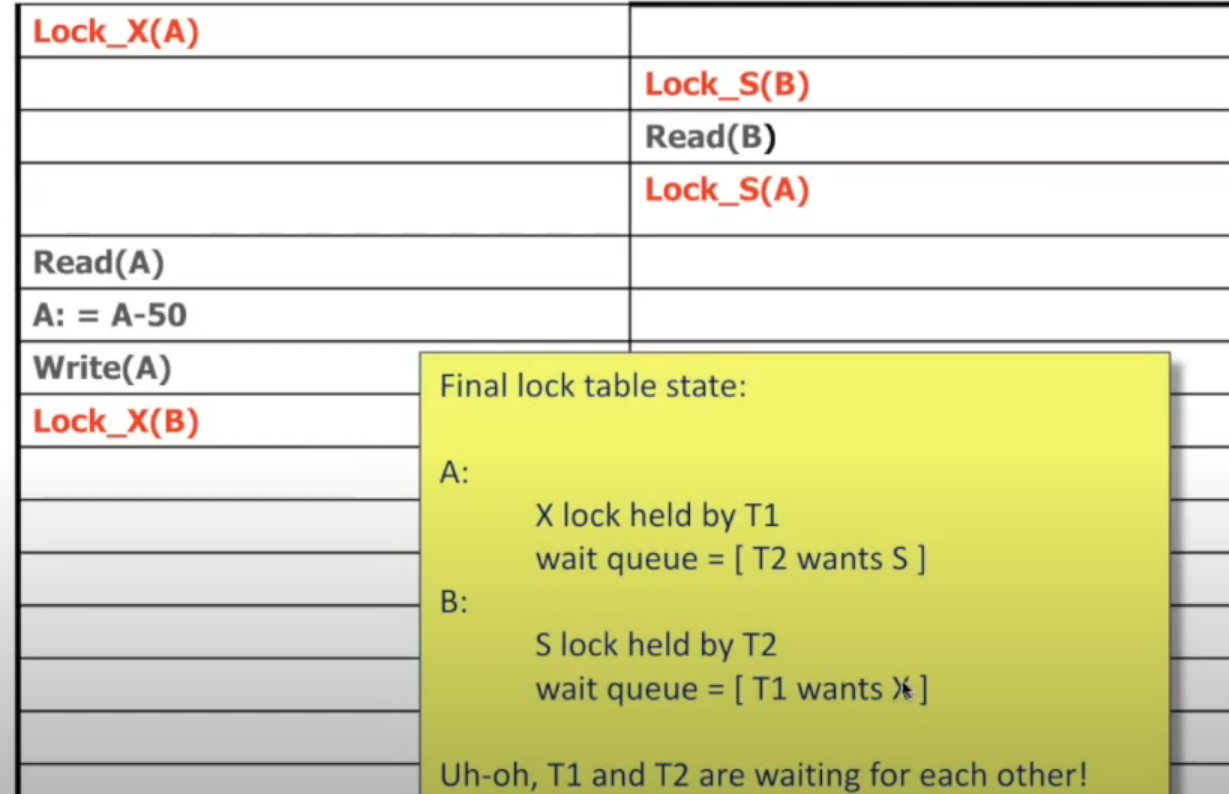 Lock_X(A)
Lock_S(B)
Read(B)
Lock_S(A)
Read(A)
A: = A-50
Write(A)
Lock_X(B)
Final lock table state:
A:
X lock held by T1
wait queue = [ T2 wants S ]
B:
S lock held by T2
wait queue = [ T1 wants X ]
Uh-oh, T1 and T2 are waiting for each other!